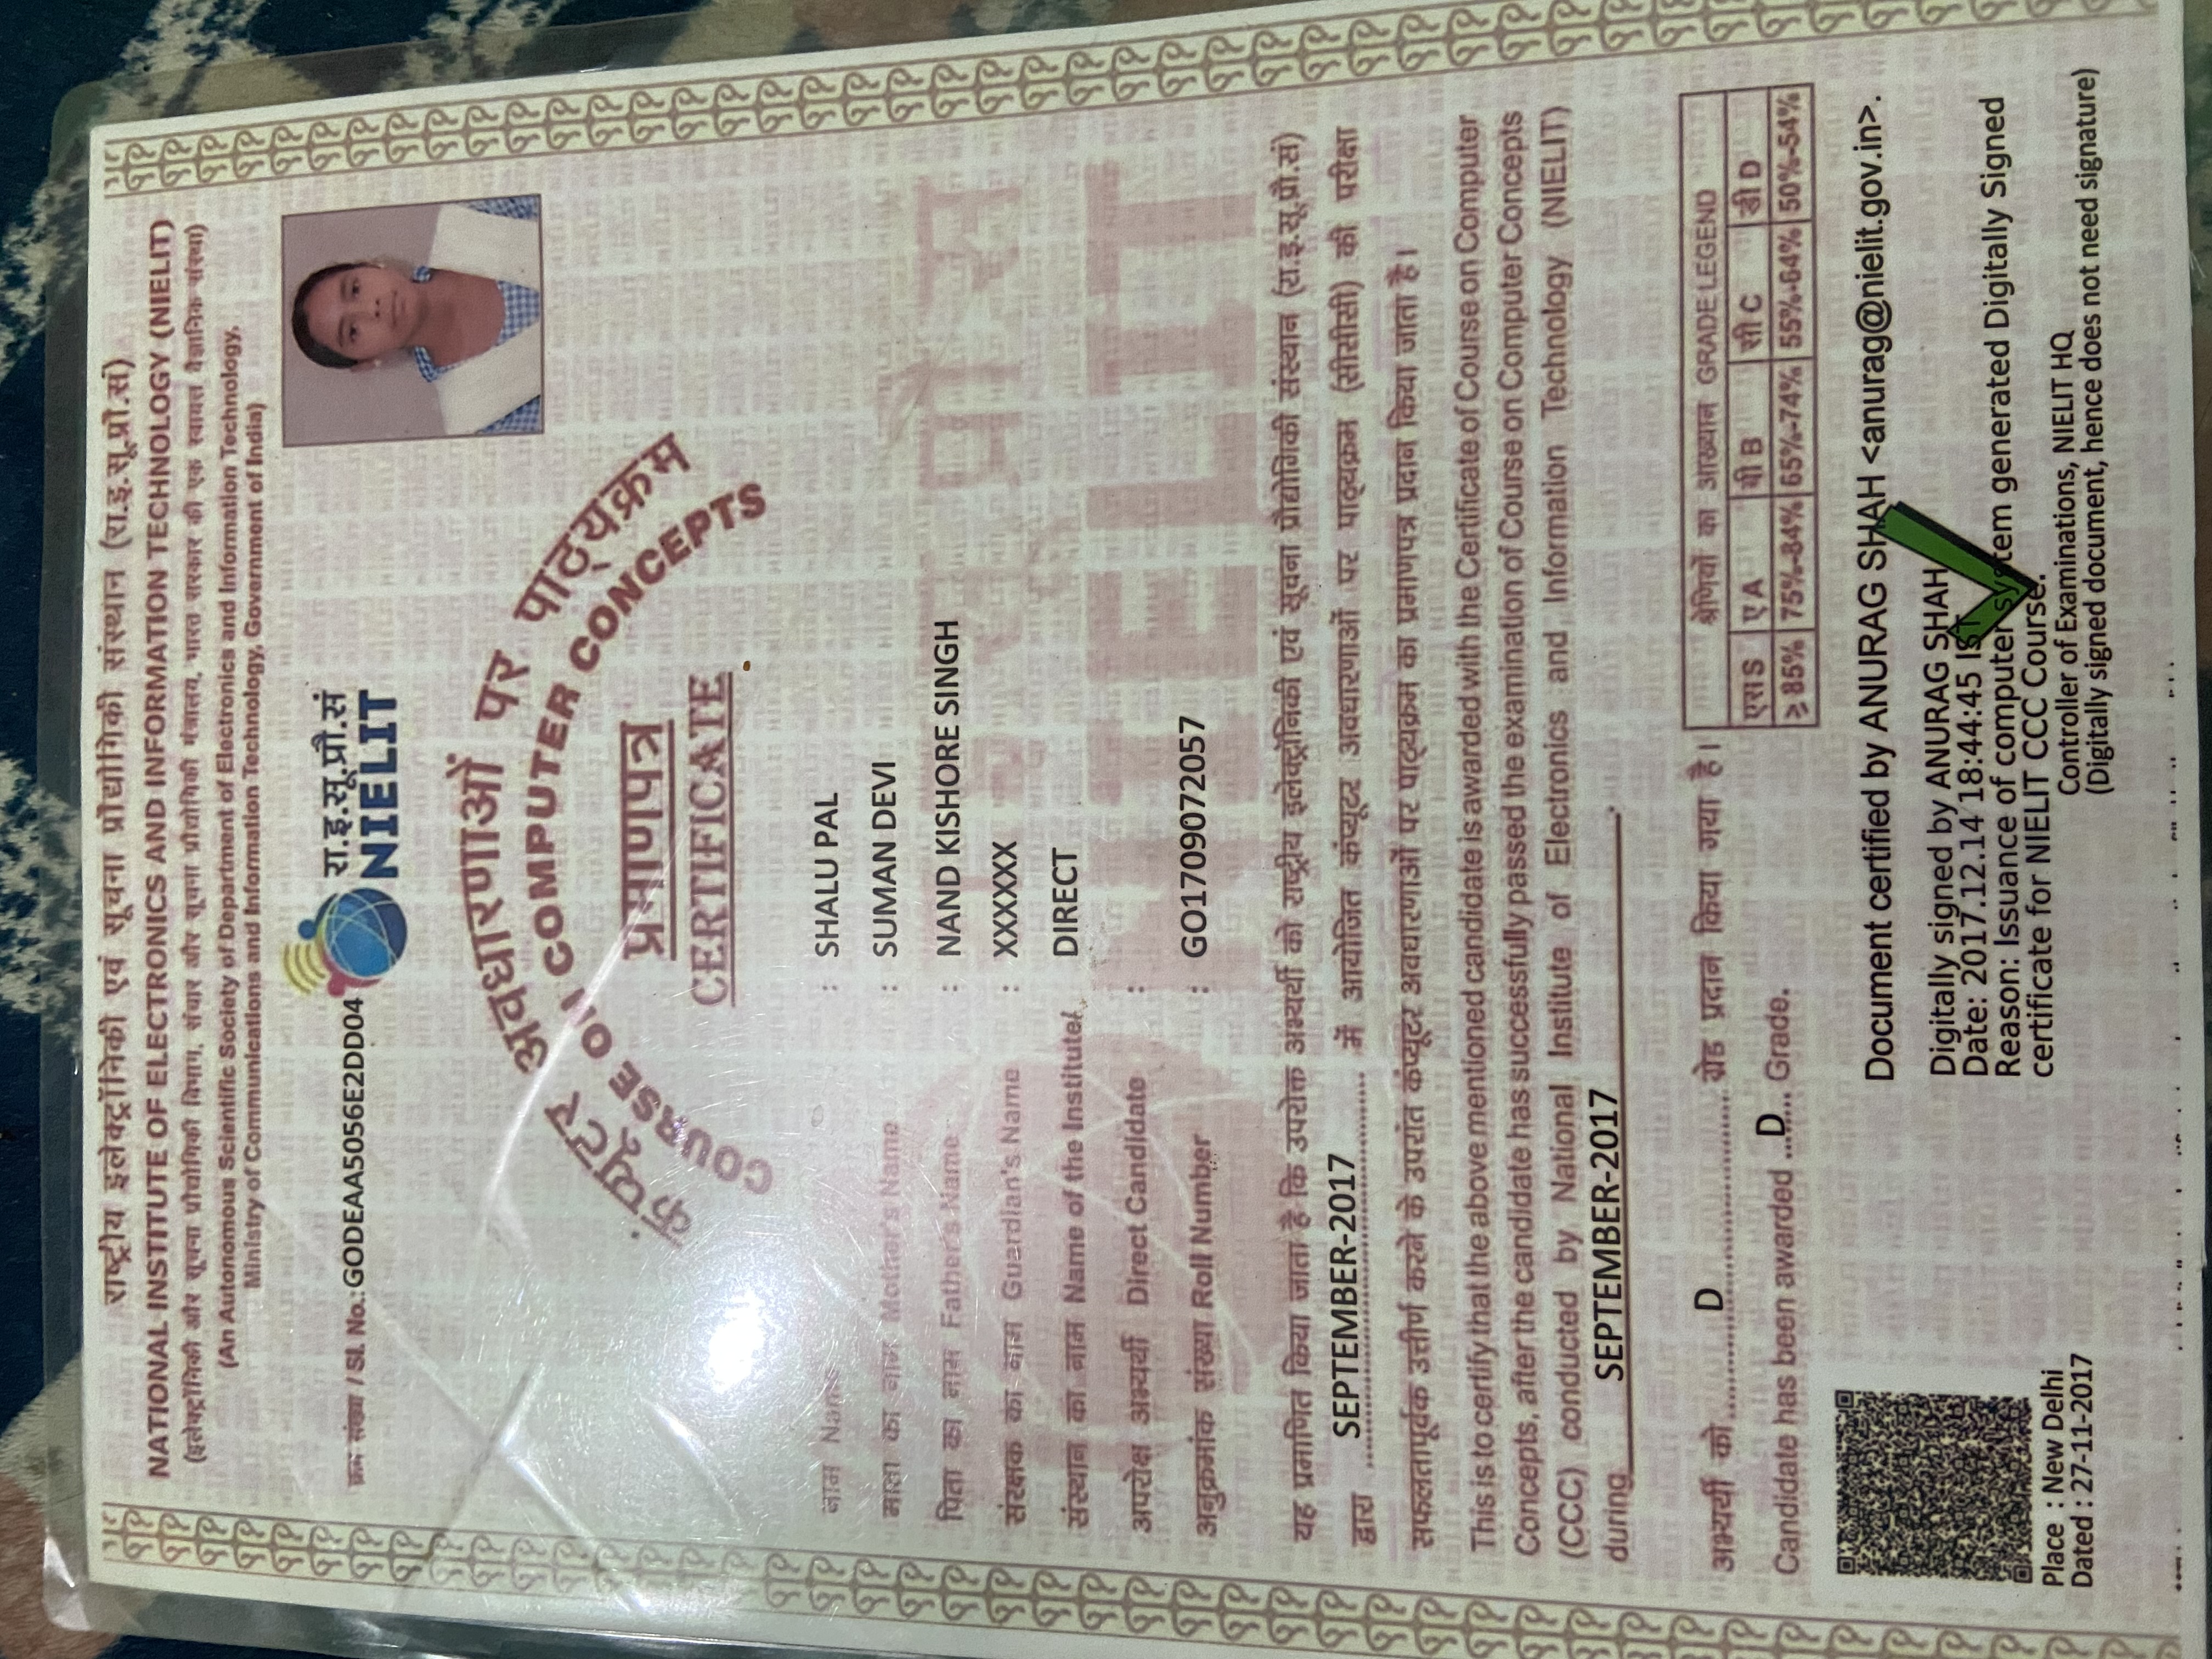 राष्ट्रीय इलेक्ट्रॉनिकी एवं सूचना प्रौद्योगिकी संस्थान (रा.इ.सू.प्रौ.सं)
NATIONAL INSTITUTE OF ELECTRONICS AND INFORMATION TECHNOLOGY (NIELIT)
(इलेक्ट्रॉनिकी और सूचना प्रौद्योगिकी विभाग, संचार और सूचना प्रौद्योगिकी मंत्रालय, भारत सरकार की एक स्वायत्त वैज्ञानिक संस्था)
(An Autonomous Scientific Society of Department of Electronics and Information Technology,
Ministry of Communications and Information Technology, Government of India)
क्रम संख्या / Sl. No.:GODEAA5056E2DD04
रा.इ.सू.प्रौ.सं
NIELIT
कंप्यूटर अवधारणाओं पर पाठ्यक्रम
COURSE ON COMPUTER CONCEPTS
प्रमाणपत्र
CERTIFICATE
नाम Name : SHALU PAL
माता का नाम Mother's Name : SUMAN DEVI
पिता का नाम Father's Name : NAND KISHORE SINGH
संरक्षक का नाम Guardian's Name : XXXXXX
संस्थान का नाम Name of the Institute/ DIRECT
अपरोक्ष अभ्यर्थी Direct Candidate :
अनुक्रमांक संख्या Roll Number : GO1709072057
यह प्रमाणित किया जाता है कि उपरोक्त अभ्यर्थी को राष्ट्रीय इलेक्ट्रॉनिकी एवं सूचना प्रौद्योगिकी संस्थान (रा.इ.सू.प्रौ.सं)
द्वारा SEPTEMBER-2017 में आयोजित कंप्यूटर अवधारणाओं पर पाठ्यक्रम (सीसीसी) की परीक्षा
सफलतापूर्वक उत्तीर्ण करने के उपरांत कंप्यूटर अवधारणाओं पर पाठ्यक्रम का प्रमाणपत्र प्रदान किया जाता है।
This is to certify that the above mentioned candidate is awarded with the Certificate of Course on Computer
Concepts, after the candidate has successfully passed the examination of Course on Computer Concepts
(CCC) conducted by National Institute of Electronics and Information Technology (NIELIT)
during SEPTEMBER-2017.
अभ्यर्थी को.....D.....ग्रेड प्रदान किया गया है।
Candidate has been awarded ...D... Grade.
श्रेणियों का आख्यान GRADE LEGEND
एस S ए A बी B सी C डी D
≥ 85% 75%-84% 65%-74% 55%-64% 50%-54%
Document certified by ANURAG SHAH <anurag@nielit.gov.in>.
Digitally signed by ANURAG SHAH
Date: 2017.12.14 18:44:45 IST
Reason: Issuance of computer system generated Digitally Signed
certificate for NIELIT CCC Course.
Place : New Delhi
Dated : 27-11-2017
Controller of Examinations, NIELIT HQ
(Digitally signed document, hence does not need signature)